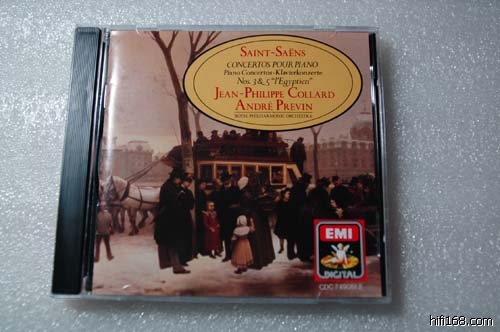 SAINT-SAËNS
CONCERTOS POUR PIANO
Piano Concertos • Klavierkonzerte
Nos. 3 & 5 "l'Egyptien"
JEAN-PHILIPPE COLLARD
ANDRÉ PREVIN
ROYAL PHILHARMONIC ORCHESTRA
EMI
DIGITAL
hifi168.com